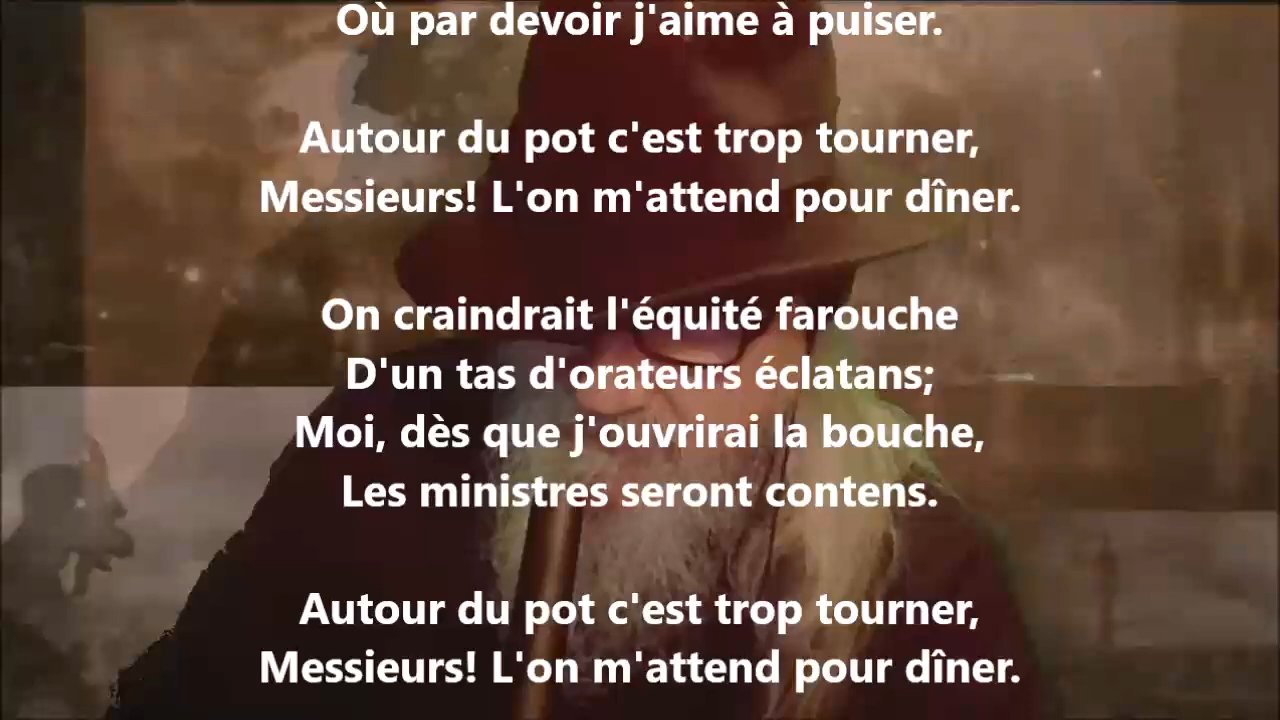 Où par devoir j'aime à puiser.
Autour du pot c'est trop tourner,
Messieurs! L'on m'attend pour dîner.
On craindrait l'équité farouche
D'un tas d'orateurs éclatans;
Moi, dès que j'ouvrirai la bouche,
Les ministres seront contens.
Autour du pot c'est trop tourner,
Messieurs! L'on m'attend pour dîner.